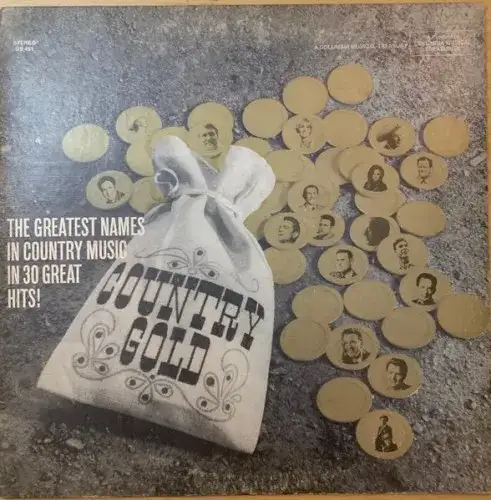 STEREO
A COLUMBIA MUSICAL TREASURY
THE GREATEST NAMES
IN COUNTRY MUSIC
IN 30 GREAT
HITS!
COUNTRY
GOLD